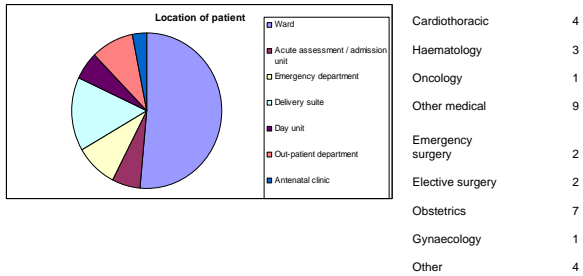 Location of patient
Ward
Acute assessment / admission
unit
Emergency department
Delivery suite
Day unit
Out-patient department
Antenatal clinic
Cardiothoracic 4
Haematology 3
Oncology 1
Other medical 9
Emergency
surgery 2
Elective surgery 2
Obstetrics 7
Gynaecology 1
Other 4